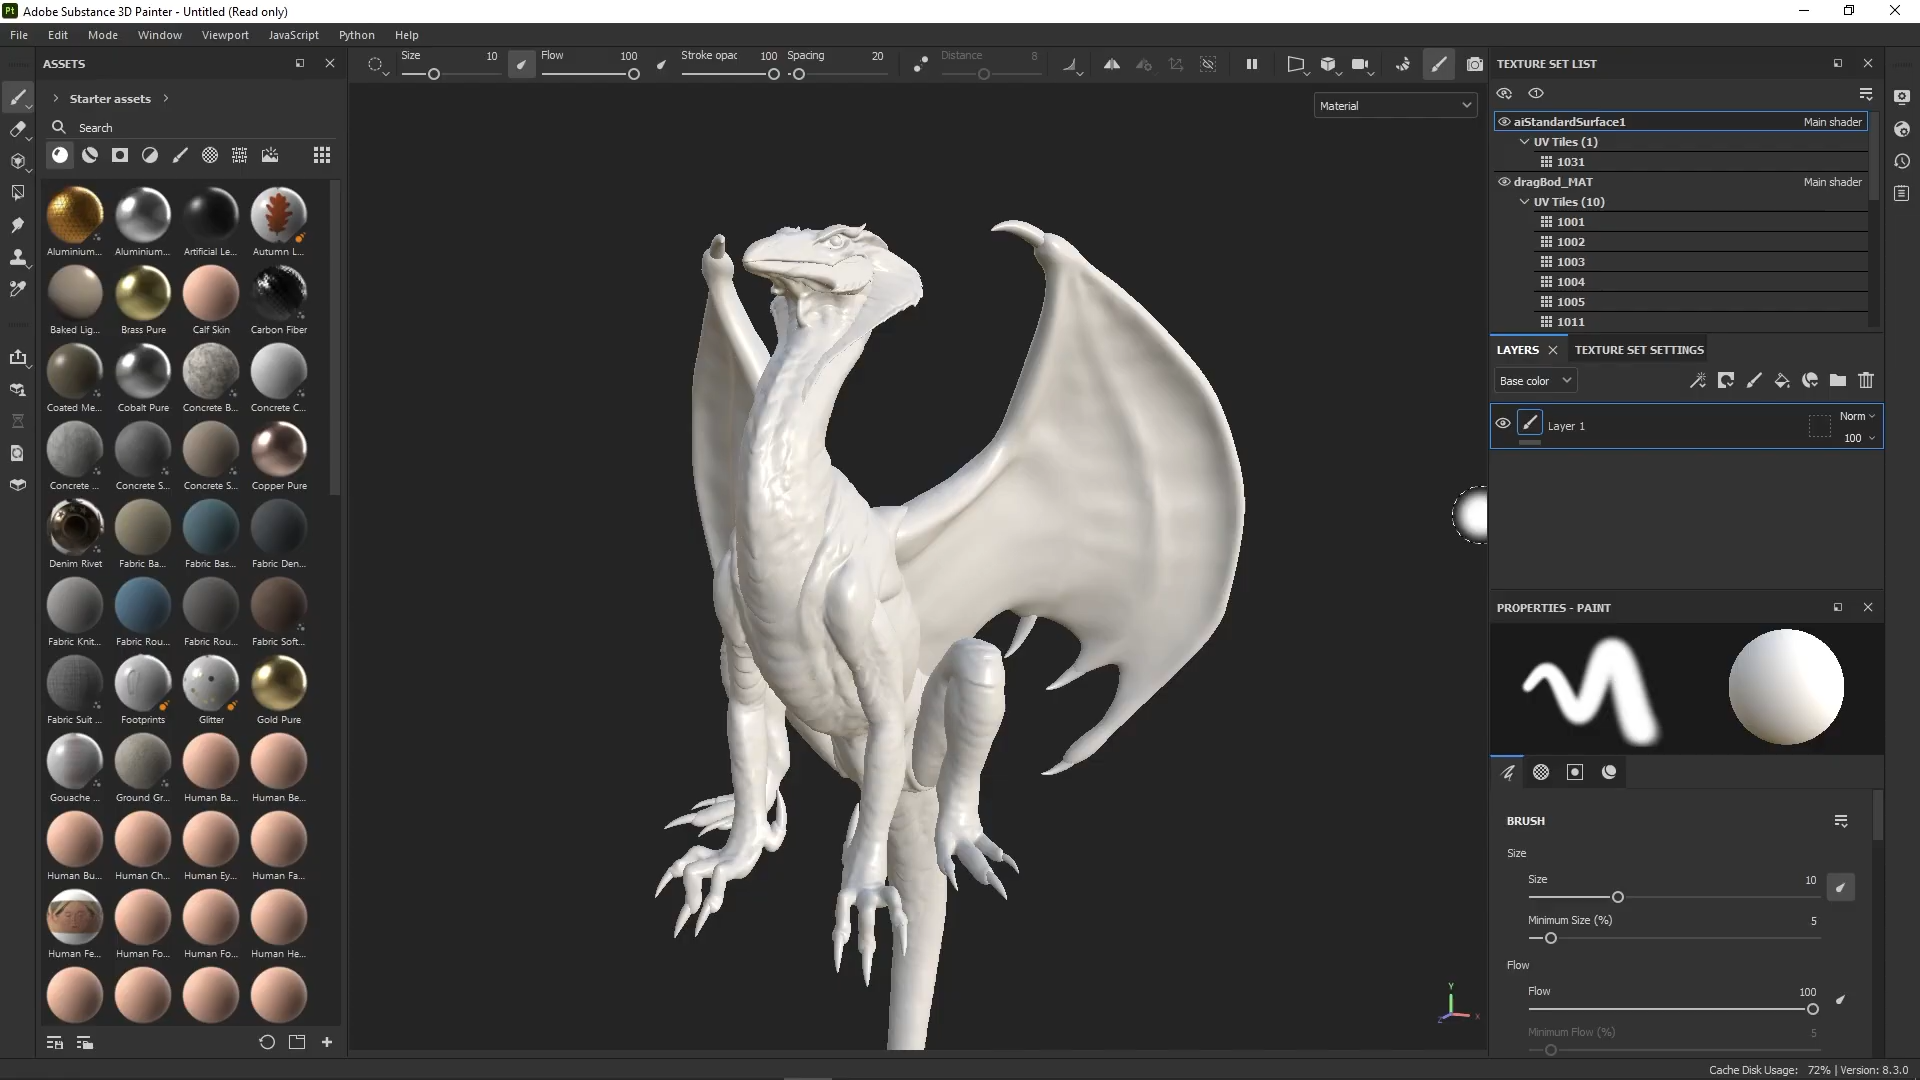 Pt Adobe Substance 3D Painter - Untitled (Read only)
File Edit Mode Window Viewport JavaScript Python Help
ASSETS
Size 10 Flow 100 Stroke opac 100 Spacing 20 Distance 8
Starter assets
Search
Aluminium... Aluminium... Artificial Le... Autumn L...
Baked Lig... Brass Pure Calf Skin Carbon Fiber
Coated Me... Cobalt Pure Concrete B... Concrete C...
Concrete ... Concrete S... Concrete S... Copper Pure
Denim Rivet Fabric Ba... Fabric Bas... Fabric Den...
Fabric Knit... Fabric Rou... Fabric Rou... Fabric Soft...
Fabric Suit ... Footprints Glitter Gold Pure
Gouache ... Ground Gr... Human Ba... Human Be...
Human Bu... Human Ch... Human Ey... Human Fa...
Human Fe... Human Fo... Human Fo... Human He...
Material
Y
Z X
TEXTURE SET LIST
aiStandardSurface1 Main shader
UV Tiles (1)
1031
dragBod_MAT Main shader
UV Tiles (10)
1001
1002
1003
1004
1005
1011
LAYERS TEXTURE SET SETTINGS
Base color
Layer 1 Norm
100
PROPERTIES - PAINT
BRUSH
Size
Size 10
Minimum Size (%) 5
Flow
Flow 100
Minimum Flow (%) 5
Cache Disk Usage: 72% | Version: 8.3.0